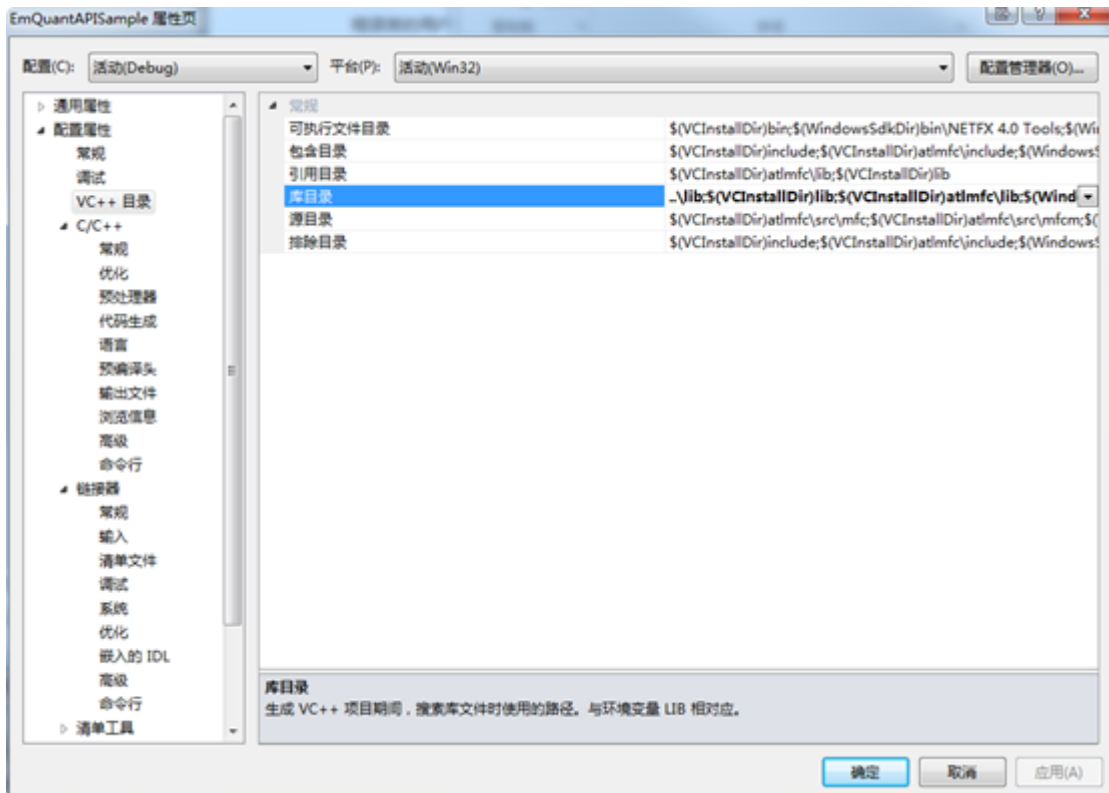 EmQuantAPISample 属性页
配置(C): 活动(Debug) 平台(P): 活动(Win32) 配置管理器(O)...
通用属性
配置属性
常规
调试
VC++ 目录
C/C++
常规
优化
预处理器
代码生成
语言
预编译头
输出文件
浏览信息
高级
命令行
链接器
常规
输入
清单文件
调试
系统
优化
嵌入的 IDL
高级
命令行
清单工具
常规
可执行文件目录 $(VCInstallDir)bin;$(WindowsSdkDir)bin\NETFX 4.0 Tools;$(Wi
包含目录 $(VCInstallDir)include;$(VCInstallDir)atlmfc\include;$(Windows
引用目录 $(VCInstallDir)atlmfc\lib;$(VCInstallDir)lib
库目录 ..\lib;$(VCInstallDir)lib;$(VCInstallDir)atlmfc\lib;$(Wind
源目录 $(VCInstallDir)atlmfc\src\mfc;$(VCInstallDir)atlmfc\src\mfcm;$(
排除目录 $(VCInstallDir)include;$(VCInstallDir)atlmfc\include;$(Windows
库目录
生成 VC++ 项目期间，搜索库文件时使用的路径。与环境变量 LIB 相对应。
确定 取消 应用(A)